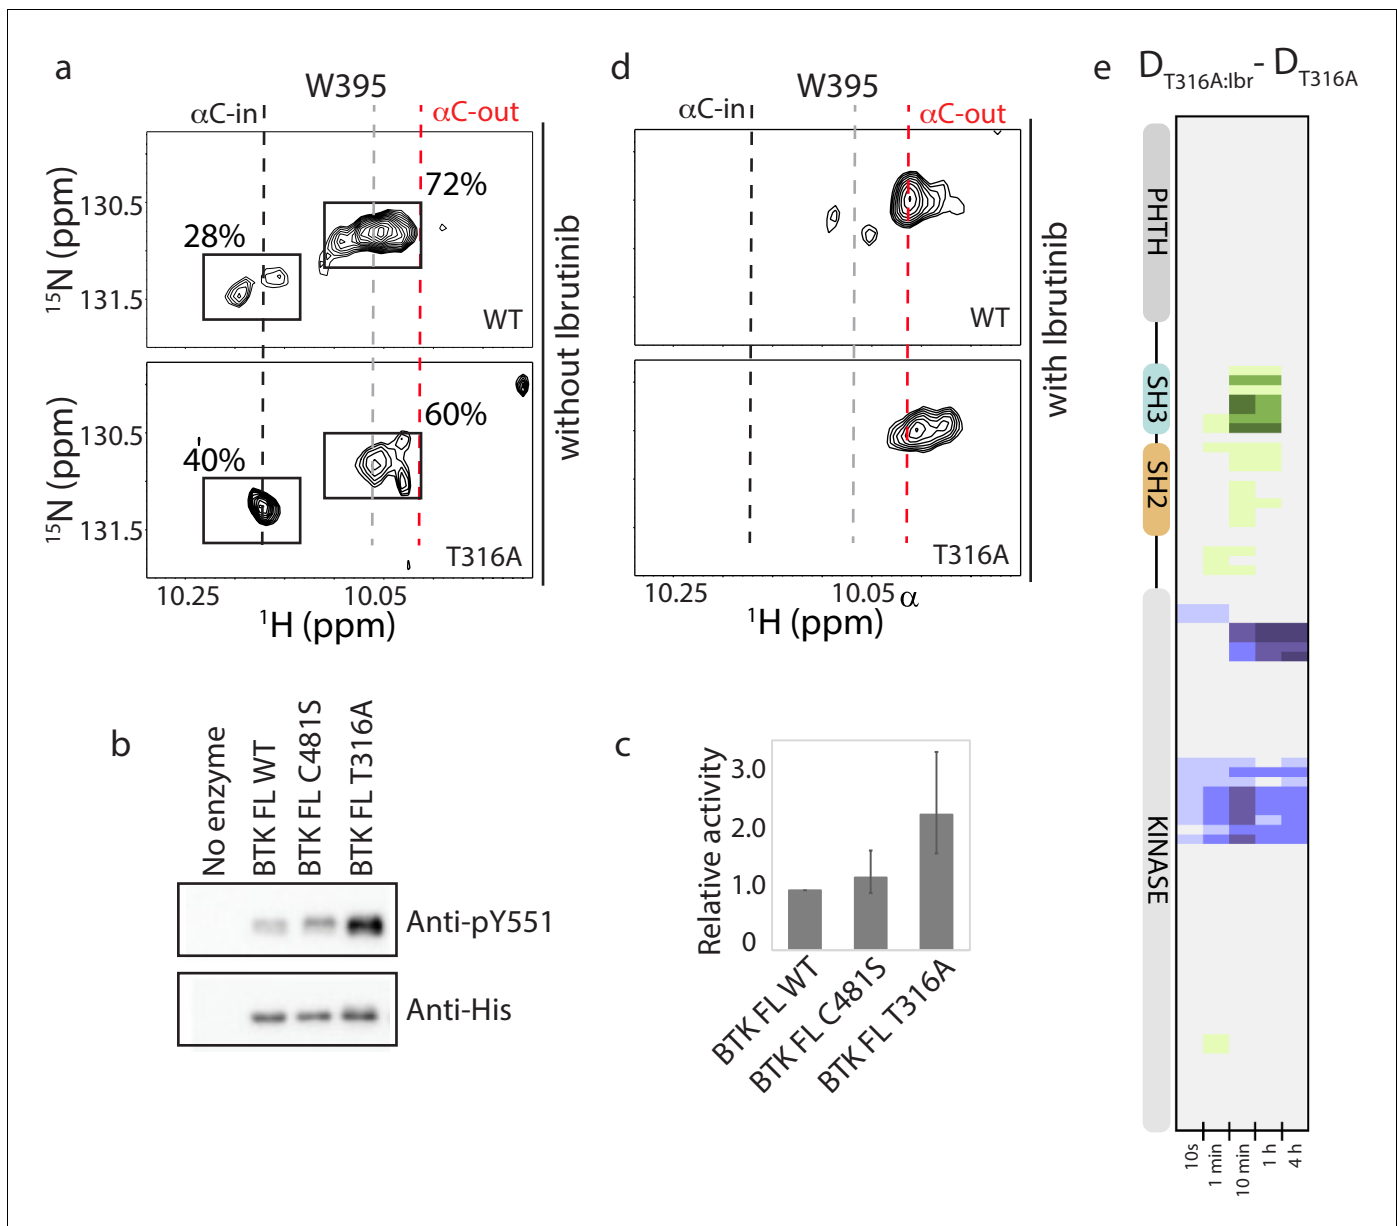 a
W395
αC-in
αC-out
72%
28%
130.5
131.5
¹⁵N (ppm)
WT
60%
40%
130.5
131.5
¹⁵N (ppm)
T316A
10.25
10.05
¹H (ppm)
without Ibrutinib
d
W395
αC-in
αC-out
WT
T316A
10.25
10.05
α
¹H (ppm)
with Ibrutinib
e
D_T316A:Ibr - D_T316A
PHTH
SH3
SH2
KINASE
10s
1 min
10 min
1 h
4 h
b
No enzyme
BTK FL WT
BTK FL C481S
BTK FL T316A
Anti-pY551
Anti-His
c
Relative activity
3.0
2.0
1.0
0
BTK FL WT
BTK FL C481S
BTK FL T316A